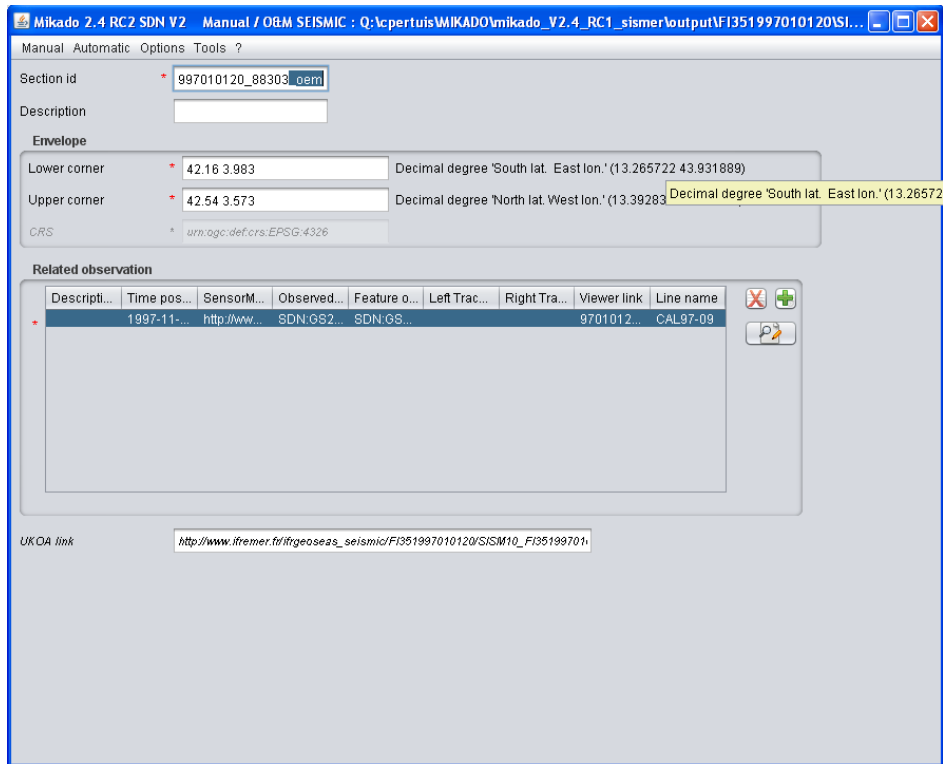 Mikado 2.4 RC2 SDN V2 Manual / O&M SEISMIC : Q:\cpertuis\MIKADO\mikado_V2.4_RC1_sismer\output\FI351997010120\SI...
Manual Automatic Options Tools ?
Section id * 997010120_88303_oem
Description
Envelope
Lower corner * 42.16 3.983 Decimal degree 'South lat. East lon.' (13.265722 43.931889)
Upper corner * 42.54 3.573 Decimal degree 'North lat. West lon.' (13.39283 Decimal degree 'South lat. East lon.' (13.26572
CRS * urn:ogc:def:crs:EPSG:4326
Related observation
Descripti... Time pos... SensorM... Observed... Feature o... Left Trac... Right Tra... Viewer link Line name
* 1997-11-... http://ww... SDN:GS2... SDN:GS... 9701012... CAL97-09
UKOA link http://www.ifremer.fr/ifrgeoseas_seismic/FI351997010120/SISM10_FI35199701